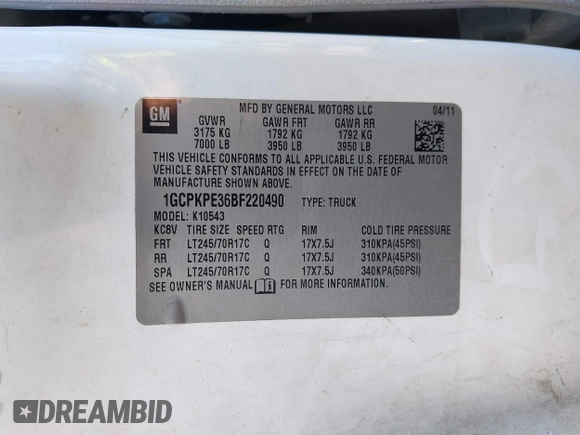 GM
MFD BY GENERAL MOTORS LLC 04/11
GVWR GAWR FRT GAWR RR
3175 KG 1792 KG 1792 KG
7000 LB 3950 LB 3950 LB
THIS VEHICLE CONFORMS TO ALL APPLICABLE U.S. FEDERAL MOTOR
VEHICLE SAFETY STANDARDS IN EFFECT ON THE DATE OF
MANUFACTURE SHOWN ABOVE.
1GCPKPE36BF220490 TYPE: TRUCK
MODEL: K10543
KC8V TIRE SIZE SPEED RTG RIM COLD TIRE PRESSURE
FRT LT245/70R17C Q 17X7.5J 310KPA(45PSI)
RR LT245/70R17C Q 17X7.5J 310KPA(45PSI)
SPA LT245/70R17C Q 17X7.5J 340KPA(50PSI)
SEE OWNER'S MANUAL FOR MORE INFORMATION.
DREAMBID